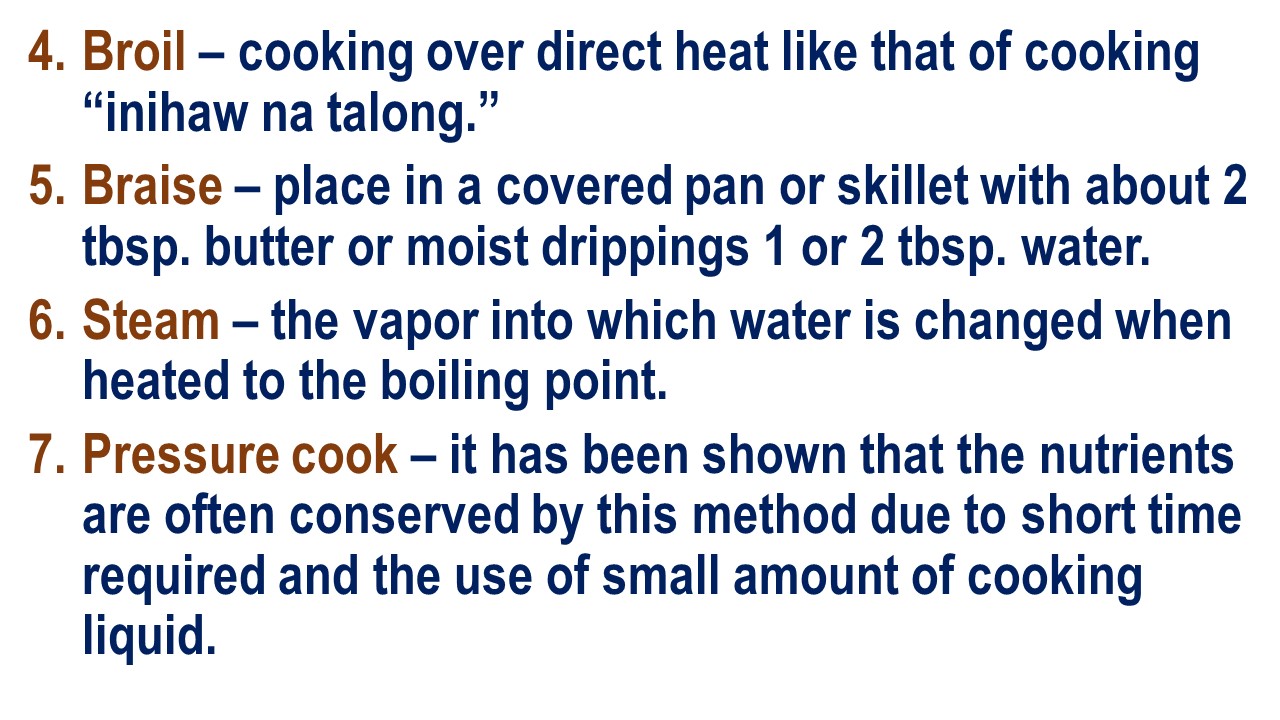 4. Broil – cooking over direct heat like that of cooking
“inihaw na talong.”
5. Braise – place in a covered pan or skillet with about 2
tbsp. butter or moist drippings 1 or 2 tbsp. water.
6. Steam – the vapor into which water is changed when
heated to the boiling point.
7. Pressure cook – it has been shown that the nutrients
are often conserved by this method due to short time
required and the use of small amount of cooking
liquid.